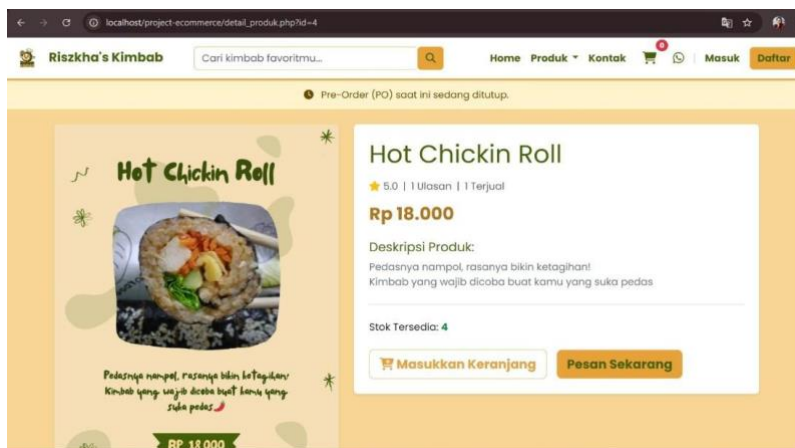 localhost/project-ecommerce/detail_produk.php?id=4
Riszkha's Kimbab
Cari kimbab favoritmu...
Home Produk Kontak 0 Masuk Daftar
Pre-Order (PO) saat ini sedang ditutup.
Hot Chickin Roll
Pedasnya nampol, rasanya bikin ketagihan!
Kimbab yang wajib dicoba buat kamu yang
suka pedas
RP 18.000
Hot Chickin Roll
5.0 | 1 Ulasan | 1 Terjual
Rp 18.000
Deskripsi Produk:
Pedasnya nampol, rasanya bikin ketagihan!
Kimbab yang wajib dicoba buat kamu yang suka pedas
Stok Tersedia: 4
Masukkan Keranjang
Pesan Sekarang